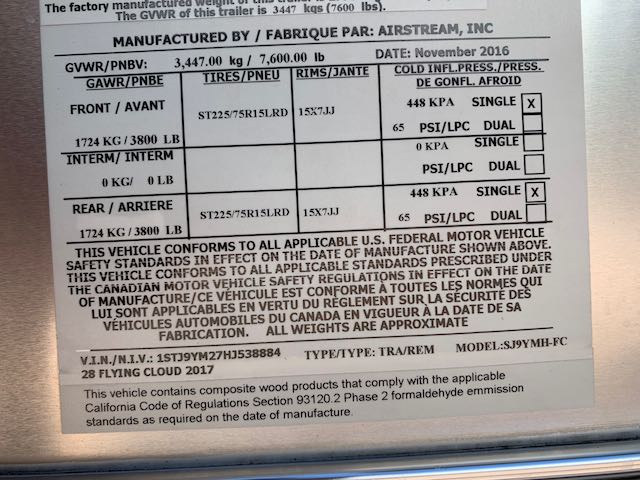 The factory manufactured weight of this trailer is
The GVWR of this trailer is 3447 kgs (7600 lbs).
MANUFACTURED BY / FABRIQUE PAR: AIRSTREAM, INC
GVWR/PNBV: 3,447.00 kg / 7,600.00 lb DATE: November 2016
GAWR/PNBE TIRES/PNEU RIMS/JANTE COLD INFL.PRESS./PRESS.
DE GONFL. AFROID
FRONT / AVANT ST225/75R15LRD 15X7JJ 448 KPA SINGLE X
1724 KG / 3800 LB 65 PSI/LPC DUAL
INTERM/ INTERM 0 KPA SINGLE
0 KG/ 0 LB PSI/LPC DUAL
REAR / ARRIERE ST225/75R15LRD 15X7JJ 448 KPA SINGLE X
1724 KG / 3800 LB 65 PSI/LPC DUAL
THIS VEHICLE CONFORMS TO ALL APPLICABLE U.S. FEDERAL MOTOR VEHICLE
SAFETY STANDARDS IN EFFECT ON THE DATE OF MANUFACTURE SHOWN ABOVE.
THIS VEHICLE CONFORMS TO ALL APPLICABLE STANDARDS PRESCRIBED UNDER
THE CANADIAN MOTOR VEHICLE SAFETY REGULATIONS IN EFFECT ON THE DATE
OF MANUFACTURE/CE VÉHICULE EST CONFORME À TOUTES LES NORMES QUI
LUI SONT APPLICABLES EN VERTU DU RÈGLEMENT SUR LA SÉCURITÉ DES
VÉHICULES AUTOMOBILES DU CANADA EN VIGUEUR À LA DATE DE SA
FABRICATION. ALL WEIGHTS ARE APPROXIMATE
V.I.N./N.I.V.: 1STJ9YM27HJ538884 TYPE/TYPE: TRA/REM MODEL:SJ9YMH-FC
28 FLYING CLOUD 2017
This vehicle contains composite wood products that comply with the applicable
California Code of Regulations Section 93120.2 Phase 2 formaldehyde emmission
standards as required on the date of manufacture.